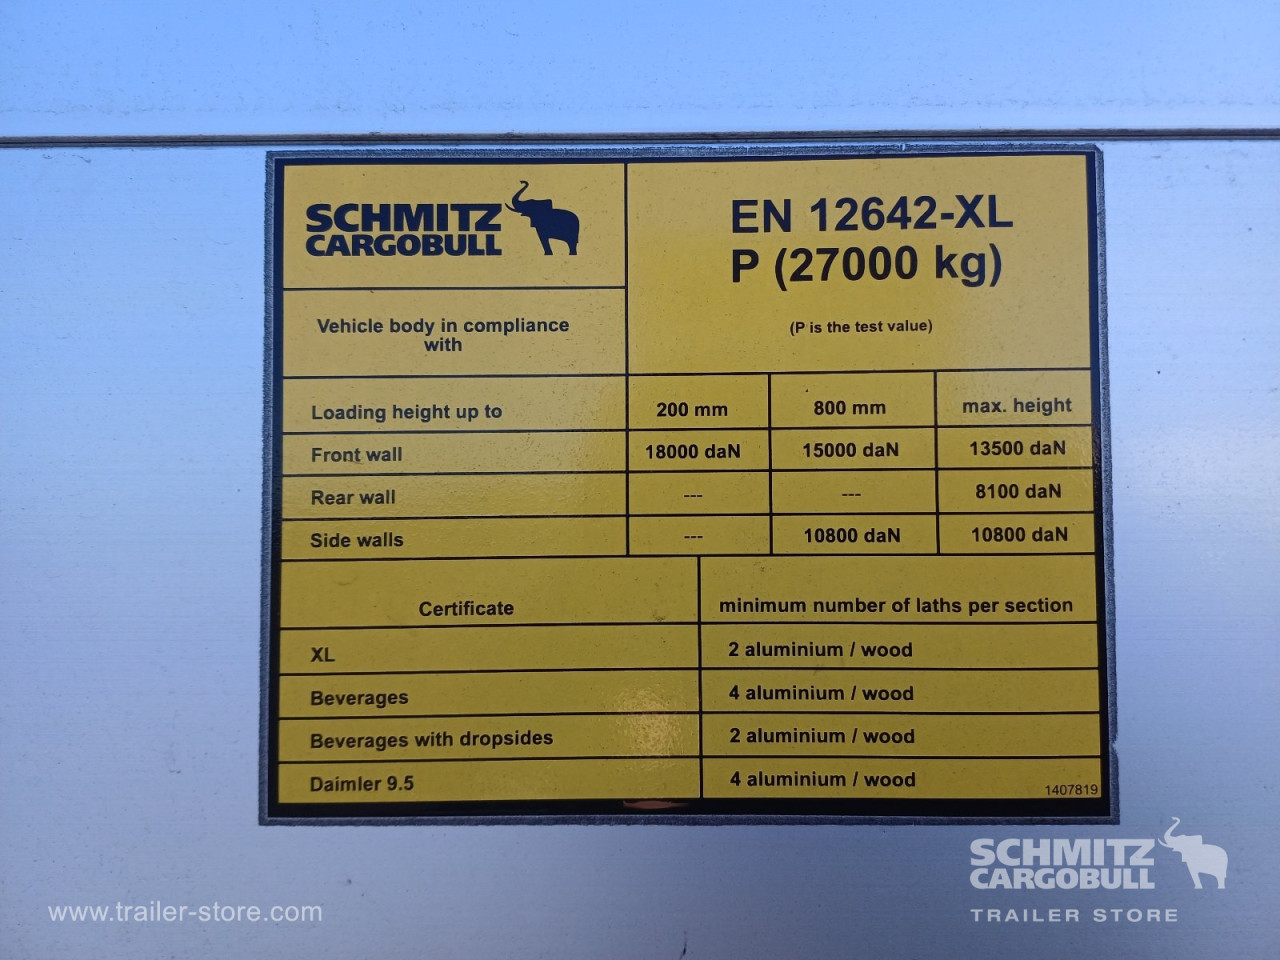 SCHMITZ
CARGOBULL
EN 12642-XL
P (27000 kg)
(P is the test value)
Vehicle body in compliance
with
Loading height up to 200 mm 800 mm max. height
Front wall 18000 daN 15000 daN 13500 daN
Rear wall --- --- 8100 daN
Side walls --- 10800 daN 10800 daN
Certificate minimum number of laths per section
XL 2 aluminium / wood
Beverages 4 aluminium / wood
Beverages with dropsides 2 aluminium / wood
Daimler 9.5 4 aluminium / wood
1407819
SCHMITZ
CARGOBULL
TRAILER STORE
www.trailer-store.com